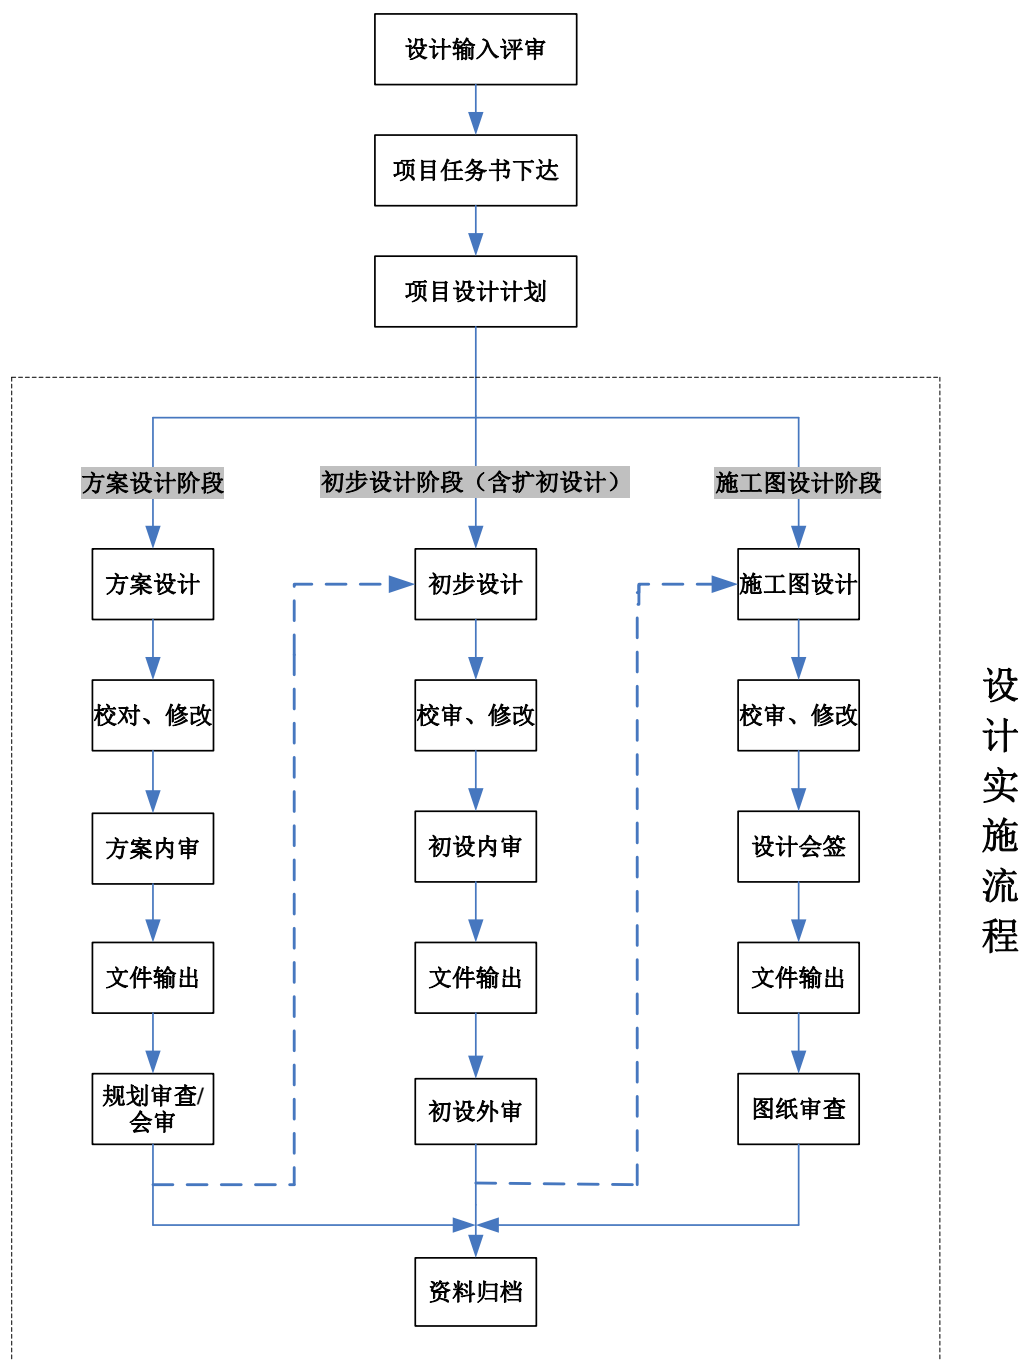 设计输入评审
项目任务书下达
项目设计计划
方案设计阶段
初步设计阶段（含扩初设计）
施工图设计阶段
方案设计
初步设计
施工图设计
校对、修改
校审、修改
校审、修改
方案内审
初设内审
设计会签
文件输出
文件输出
文件输出
规划审查/
会审
初设外审
图纸审查
资料归档
设
计
实
施
流
程